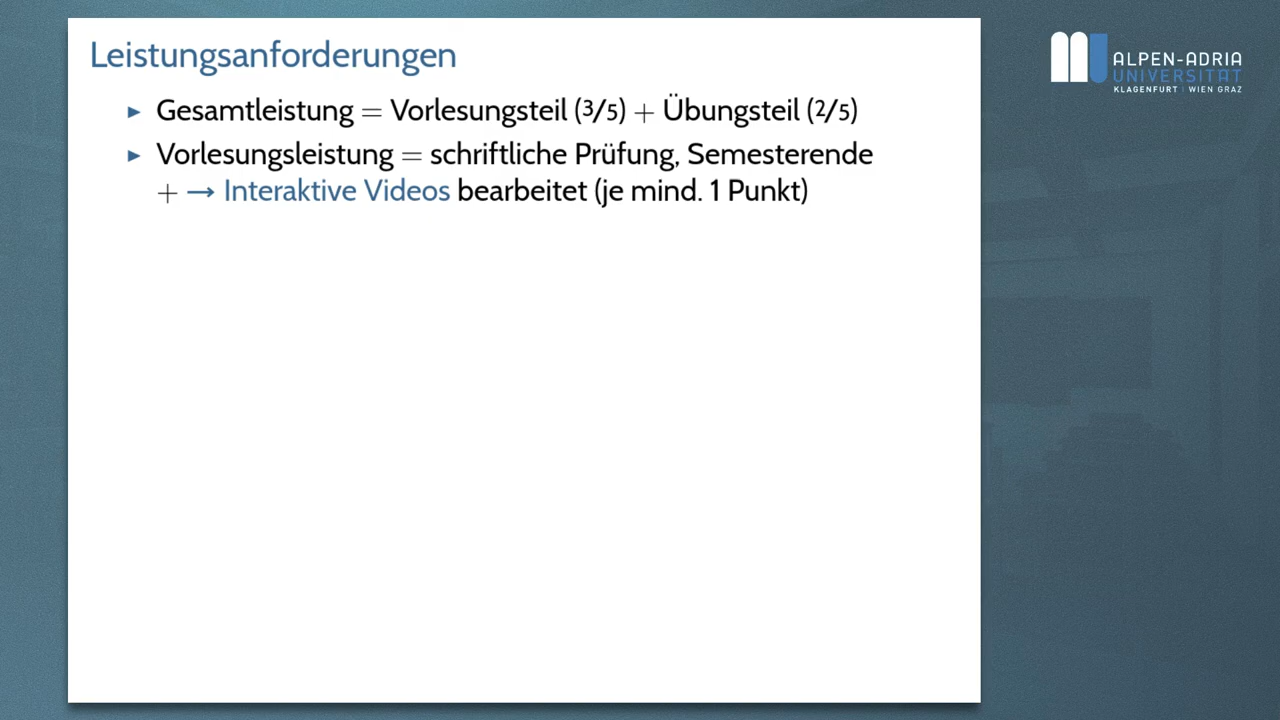 Leistungsanforderungen
► Gesamtleistung = Vorlesungsteil (3/5) + Übungsteil (2/5)
► Vorlesungsleistung = schriftliche Prüfung, Semesterende
+ → Interaktive Videos bearbeitet (je mind. 1 Punkt)
ALPEN-ADRIA
UNIVERSITÄT
KLAGENFURT | WIEN GRAZ